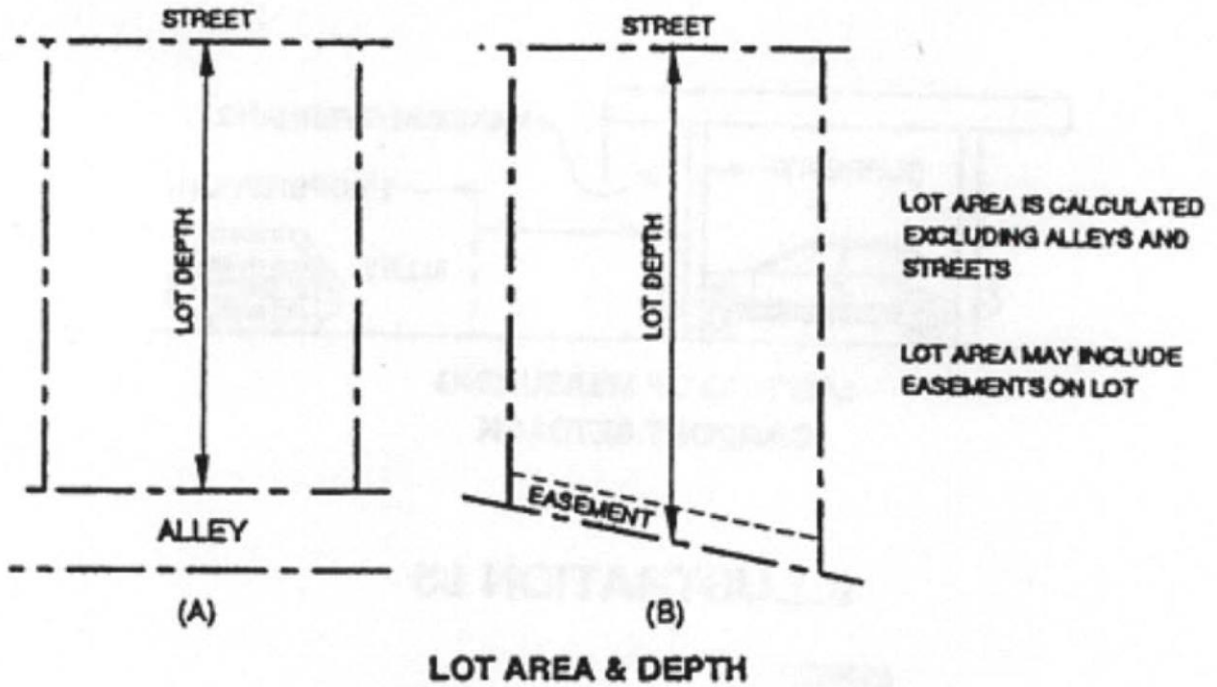 STREET
LOT DEPTH
ALLEY
(A)
STREET
LOT DEPTH
EASEMENT
(B)
LOT AREA IS CALCULATED
EXCLUDING ALLEYS AND
STREETS
LOT AREA MAY INCLUDE
EASEMENTS ON LOT
LOT AREA & DEPTH